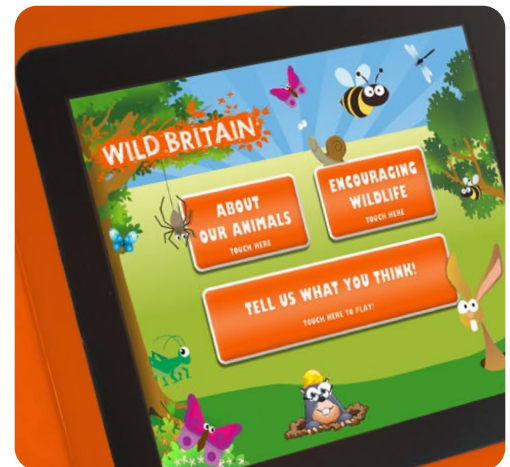 WILD BRITAIN
ABOUT
OUR ANIMALS
TOUCH HERE
ENCOURAGING
WILDLIFE
TOUCH HERE
TELL US WHAT YOU THINK!
TOUCH HERE TO PLAY!